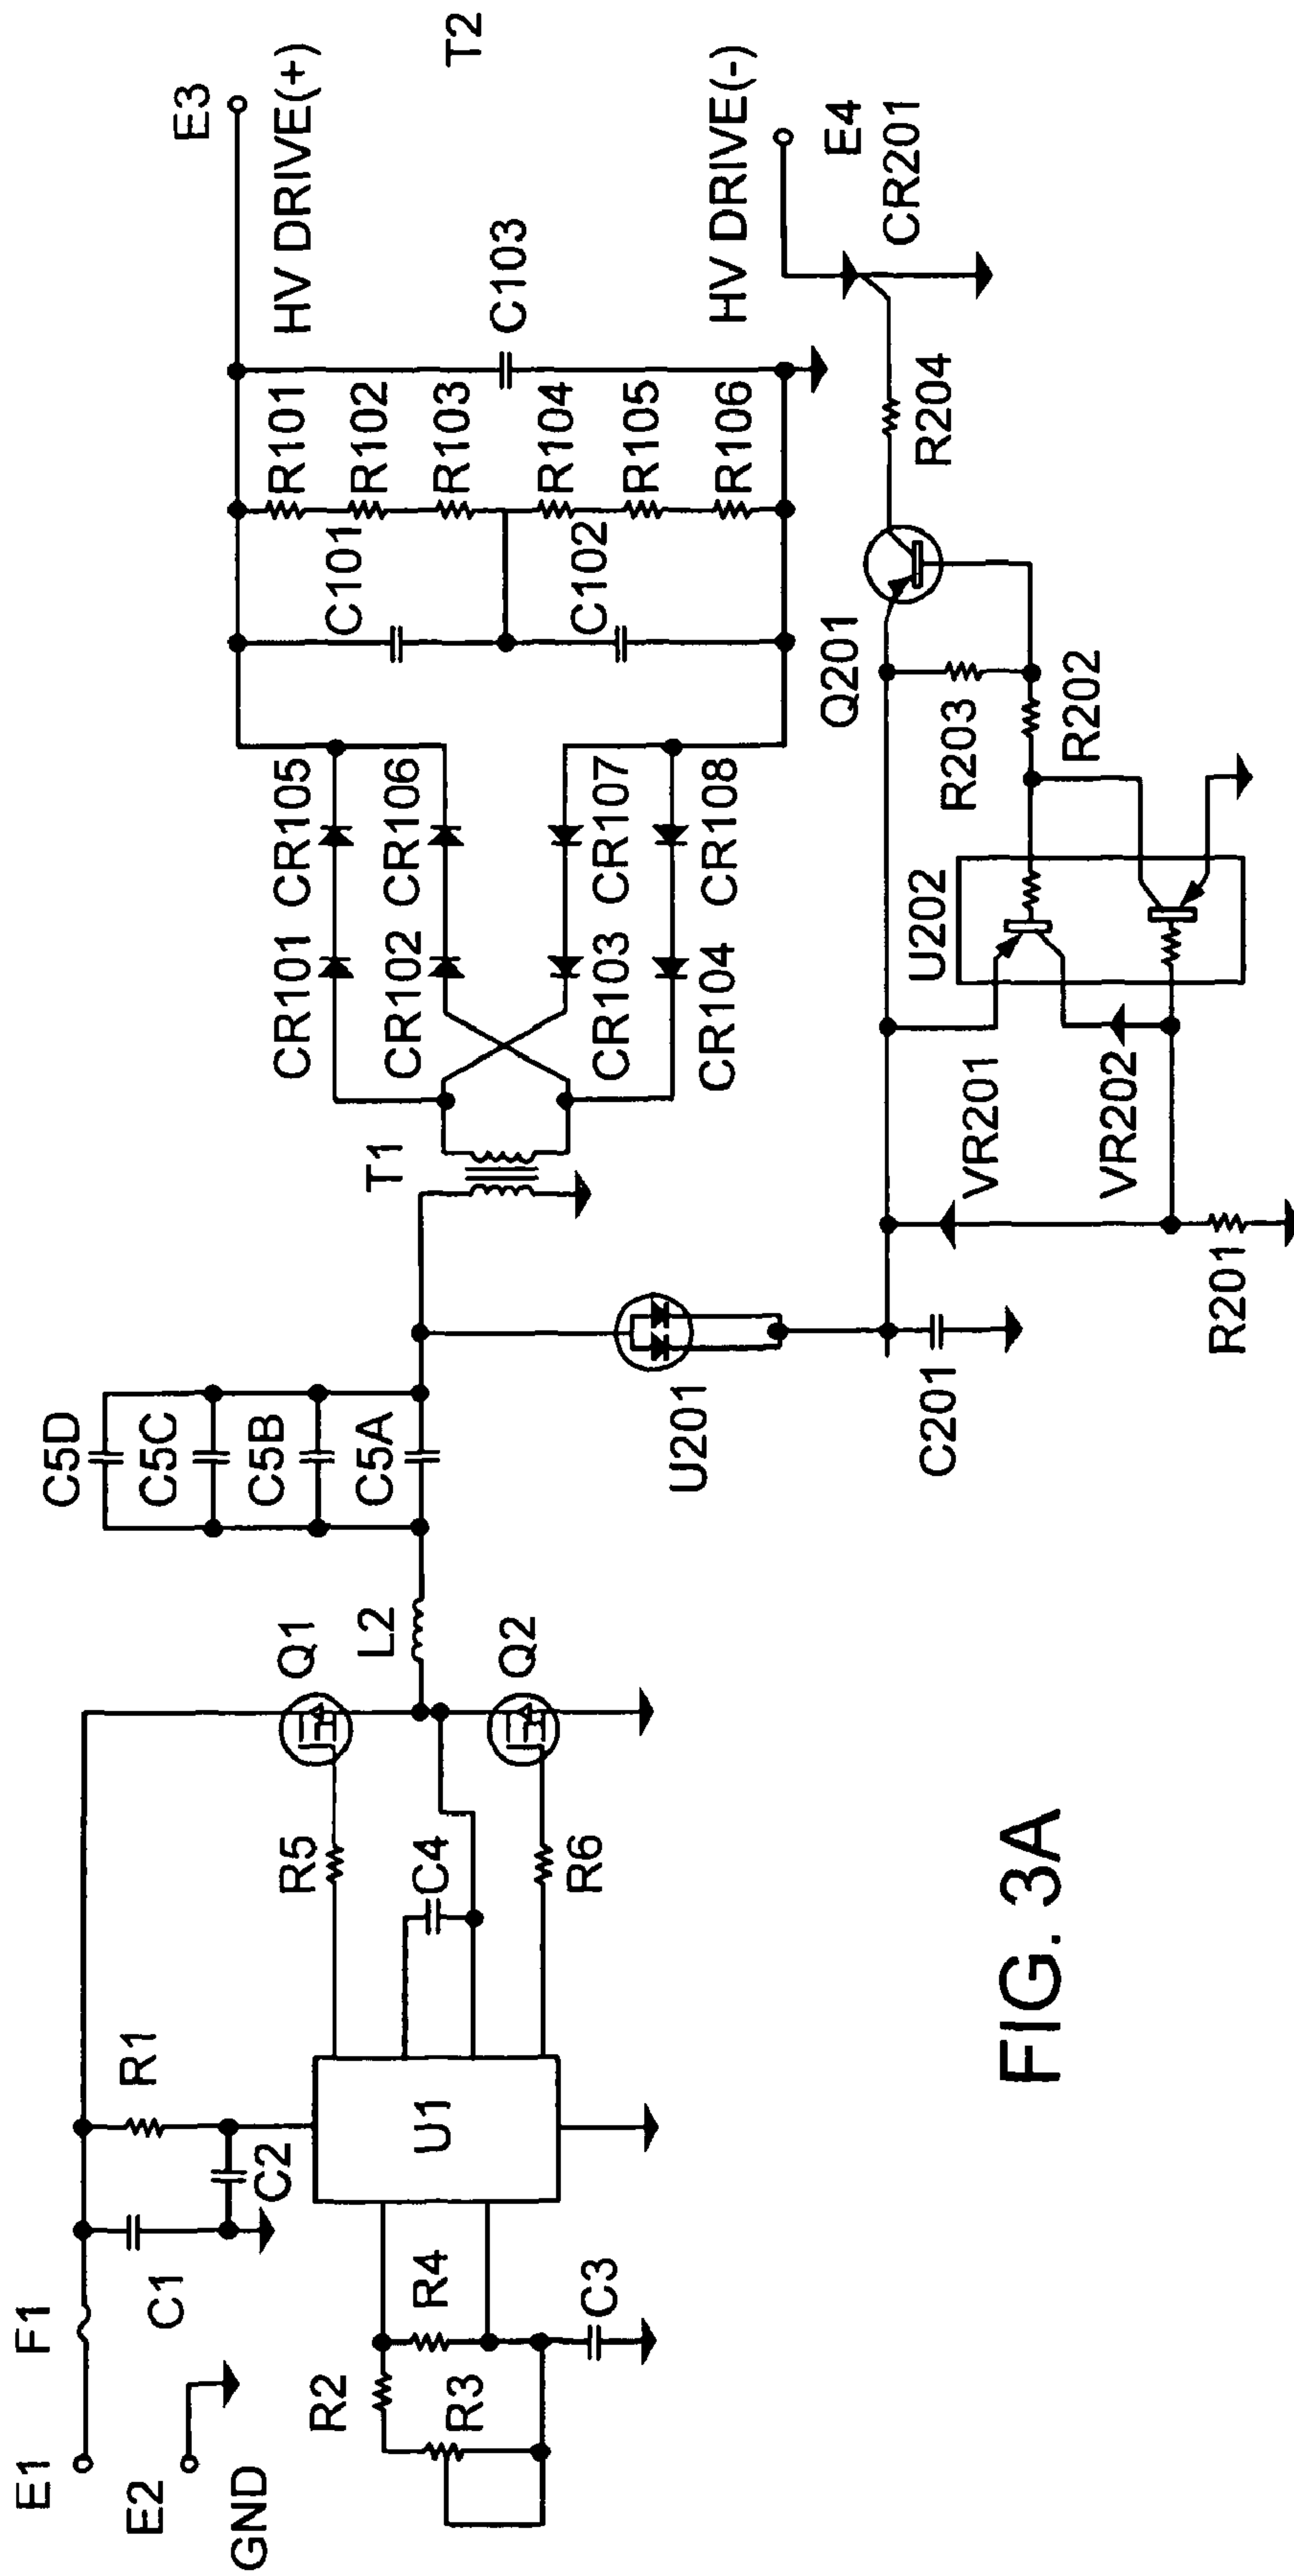 E1
F1
E2
GND
C1
C2
R1
R2
R3
R4
C3
U1
R5
C4
R6
Q1
Q2
L2
C5D
C5C
C5B
C5A
U201
C201
T1
CR101
CR105
CR102
CR106
CR103
CR107
CR104
CR108
C101
C102
R101
R102
R103
R104
R105
R106
C103
E3
HV DRIVE(+)
T2
HV DRIVE(-)
E4
CR201
R204
Q201
R203
R202
U202
VR201
VR202
R201
FIG. 3A